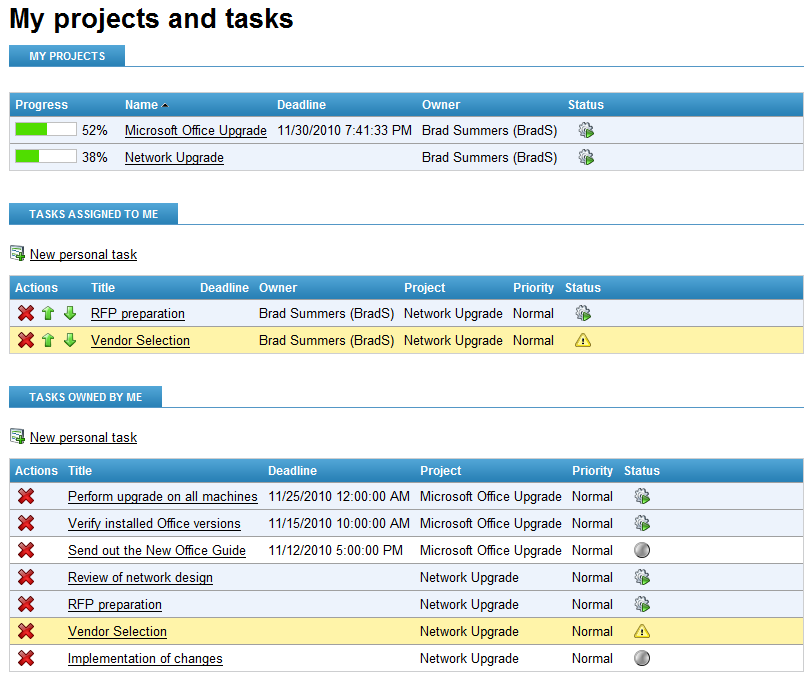 My projects and tasks
MY PROJECTS
Progress Name Deadline Owner Status
52% Microsoft Office Upgrade 11/30/2010 7:41:33 PM Brad Summers (BradS)
38% Network Upgrade Brad Summers (BradS)
TASKS ASSIGNED TO ME
New personal task
Actions Title Deadline Owner Project Priority Status
RFP preparation Brad Summers (BradS) Network Upgrade Normal
Vendor Selection Brad Summers (BradS) Network Upgrade Normal
TASKS OWNED BY ME
New personal task
Actions Title Deadline Project Priority Status
Perform upgrade on all machines 11/25/2010 12:00:00 AM Microsoft Office Upgrade Normal
Verify installed Office versions 11/15/2010 10:00:00 AM Microsoft Office Upgrade Normal
Send out the New Office Guide 11/12/2010 5:00:00 PM Microsoft Office Upgrade Normal
Review of network design Network Upgrade Normal
RFP preparation Network Upgrade Normal
Vendor Selection Network Upgrade Normal
Implementation of changes Network Upgrade Normal